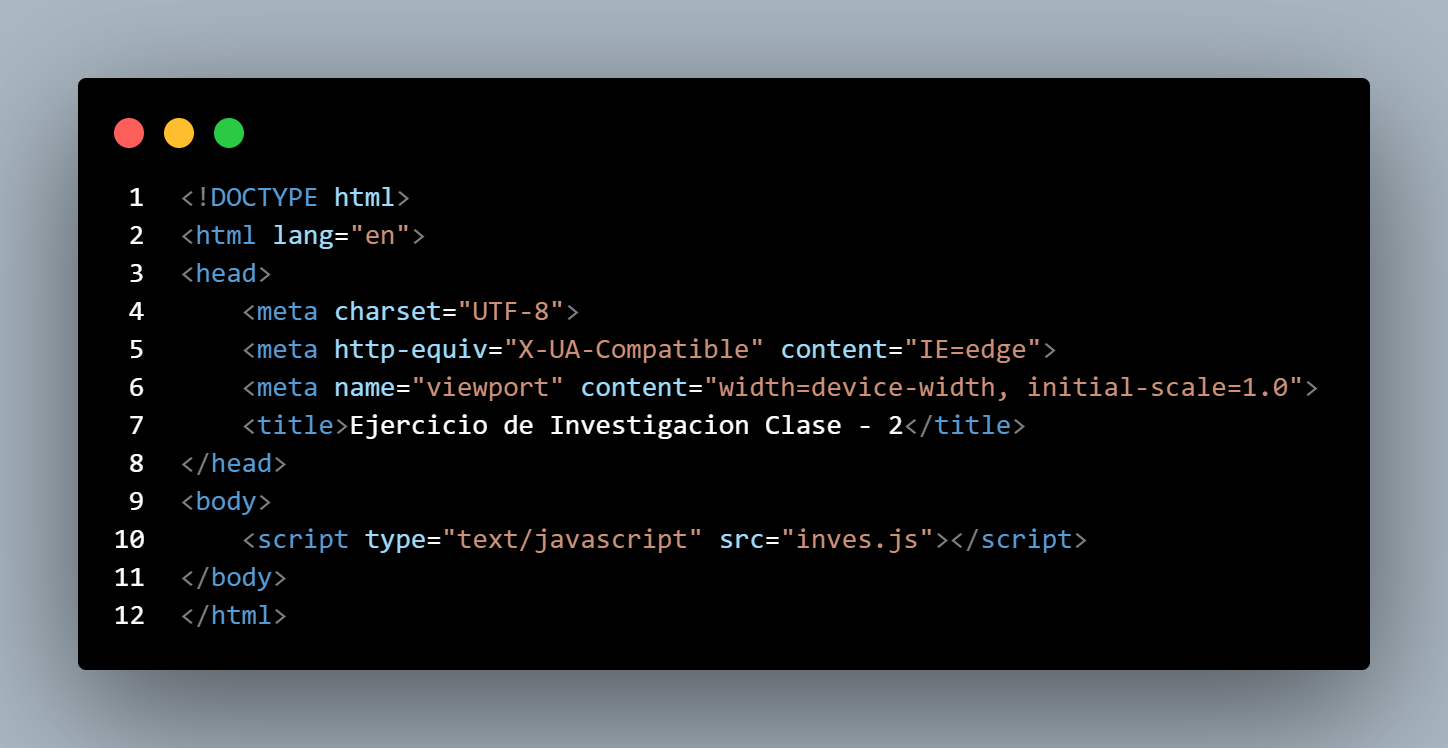 1 <!DOCTYPE html>
2 <html lang="en">
3 <head>
4     <meta charset="UTF-8">
5     <meta http-equiv="X-UA-Compatible" content="IE=edge">
6     <meta name="viewport" content="width=device-width, initial-scale=1.0">
7     <title>Ejercicio de Investigacion Clase - 2</title>
8 </head>
9 <body>
10     <script type="text/javascript" src="inves.js"></script>
11 </body>
12 </html>